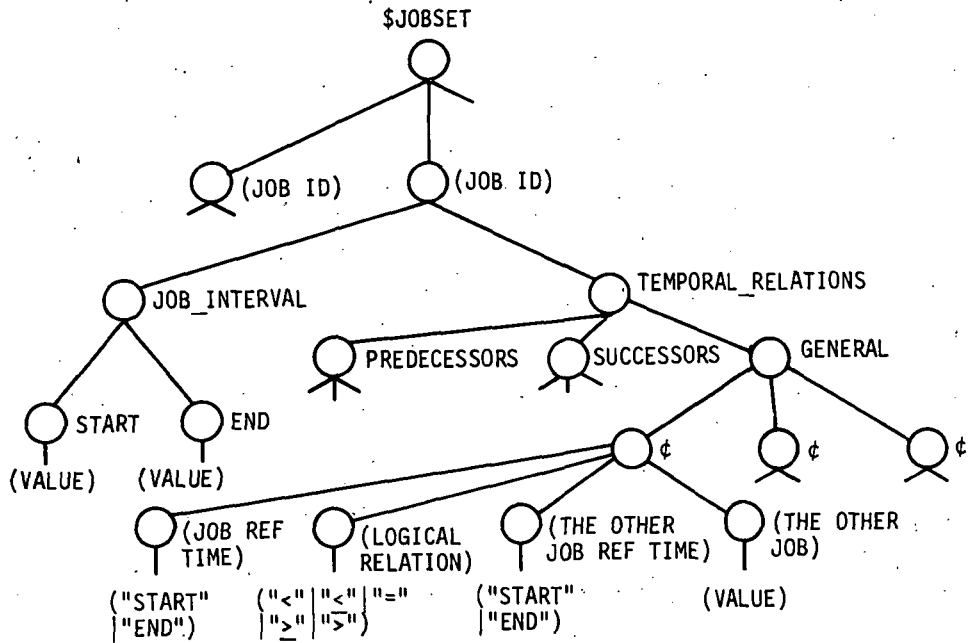 $JOBSET
(JOB ID)
(JOB ID)
JOB_INTERVAL
TEMPORAL_RELATIONS
PREDECESSORS
SUCCESSORS
GENERAL
START
END
(VALUE)
(VALUE)
¢
¢
¢
(JOB REF
TIME)
(LOGICAL
RELATION)
(THE OTHER
JOB REF TIME)
(THE OTHER
JOB)
("START"
|"END")
("<"|"≤"|"="
|"≥"|">")
("START"
|"END")
(VALUE)